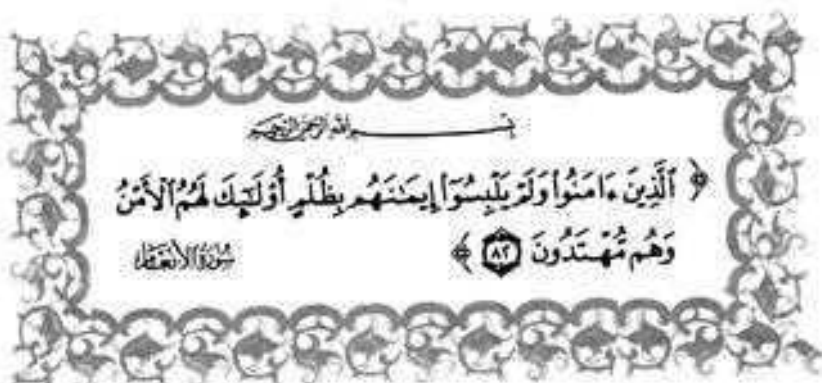 بسم الله الرحمن الرحيم
﴿ ٱلَّذِينَ ءَامَنُوا۟ وَلَمْ يَلْبِسُوٓا۟ إِيمَـٰنَهُم بِظُلْمٍ أُو۟لَـٰٓئِكَ لَهُمُ ٱلْأَمْنُ
وَهُم مُّهْتَدُونَ ٨٢ ﴾ سورة الأنعام